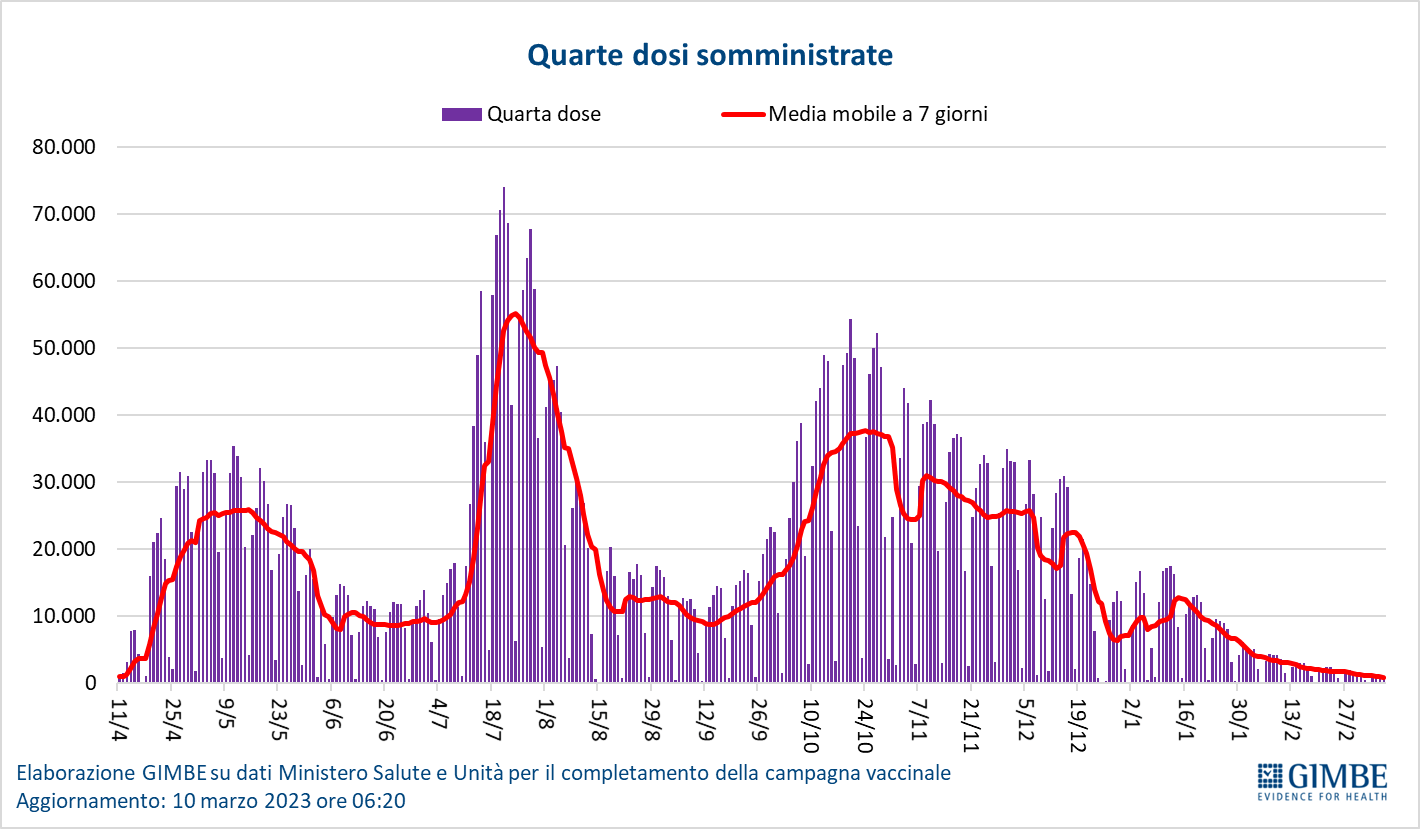 Quarte dosi somministrate
Quarta dose Media mobile a 7 giorni
80.000
70.000
60.000
50.000
40.000
30.000
20.000
10.000
0
11/4 25/4 9/5 23/5 6/6 20/6 4/7 18/7 1/8 15/8 29/8 12/9 26/9 10/10 24/10 7/11 21/11 5/12 19/12 2/1 16/1 30/1 13/2 27/2
Elaborazione GIMBE su dati Ministero Salute e Unità per il completamento della campagna vaccinale
Aggiornamento: 10 marzo 2023 ore 06:20
GIMBE
EVIDENCE FOR HEALTH